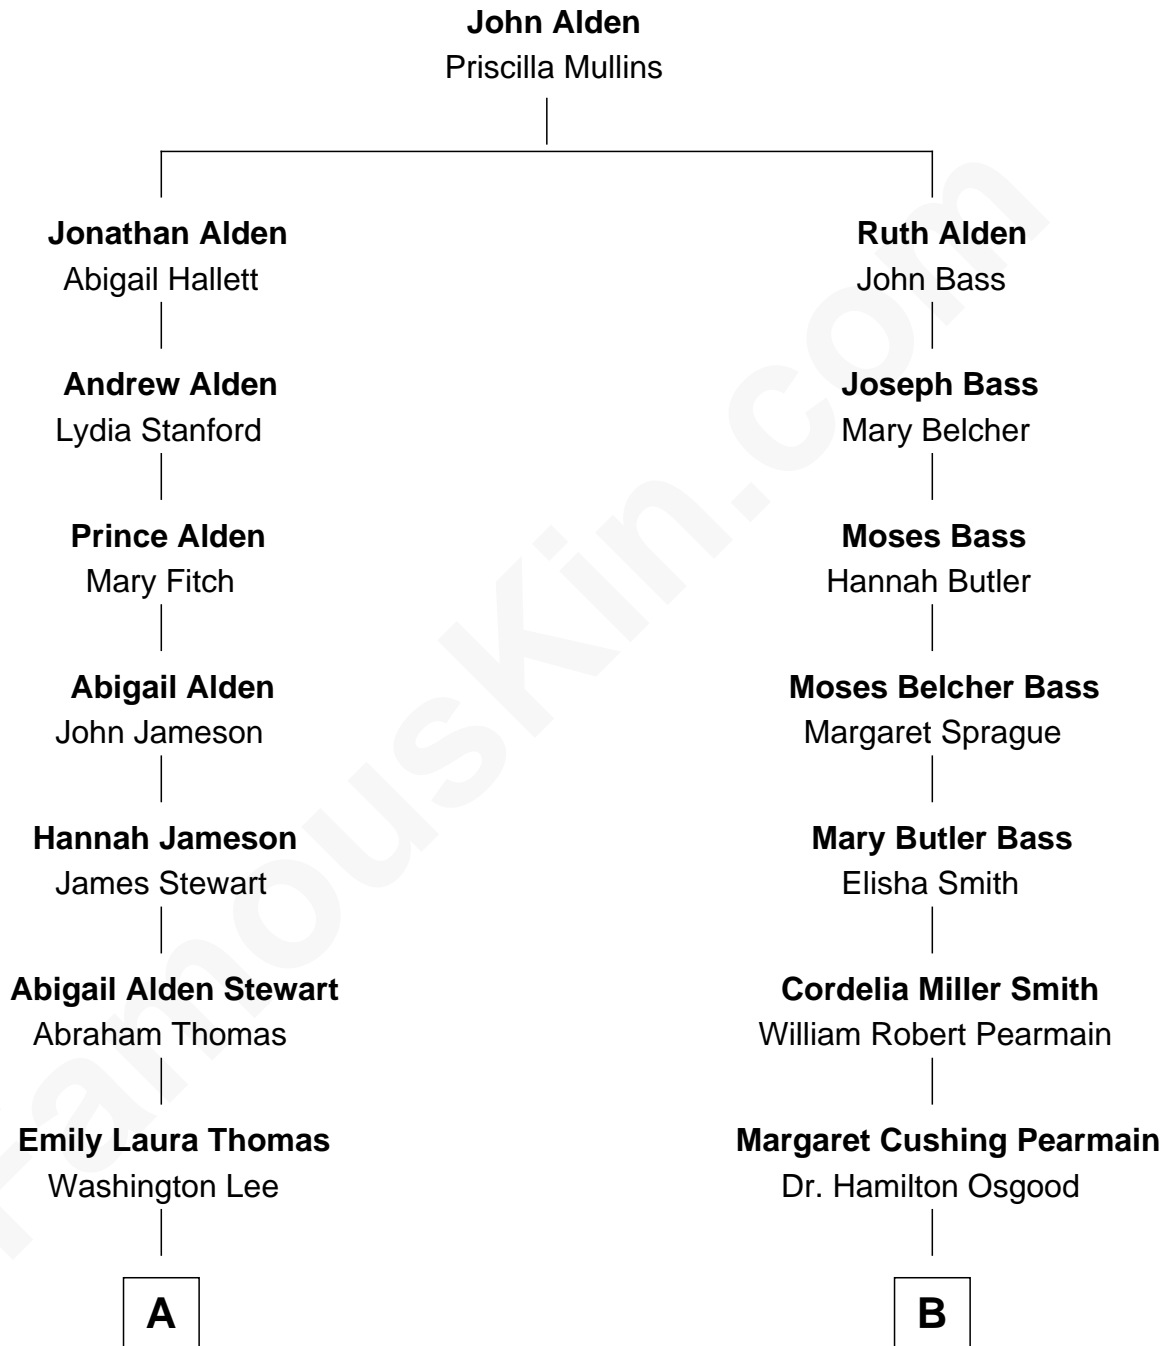 John Alden
Priscilla Mullins
Jonathan Alden
Abigail Hallett
Ruth Alden
John Bass
Andrew Alden
Lydia Stanford
Joseph Bass
Mary Belcher
Prince Alden
Mary Fitch
Moses Bass
Hannah Butler
Abigail Alden
John Jameson
Moses Belcher Bass
Margaret Sprague
Hannah Jameson
James Stewart
Mary Butler Bass
Elisha Smith
Abigail Alden Stewart
Abraham Thomas
Cordelia Miller Smith
William Robert Pearmain
Emily Laura Thomas
Washington Lee
Margaret Cushing Pearmain
Dr. Hamilton Osgood
A
B
FamousKin.com